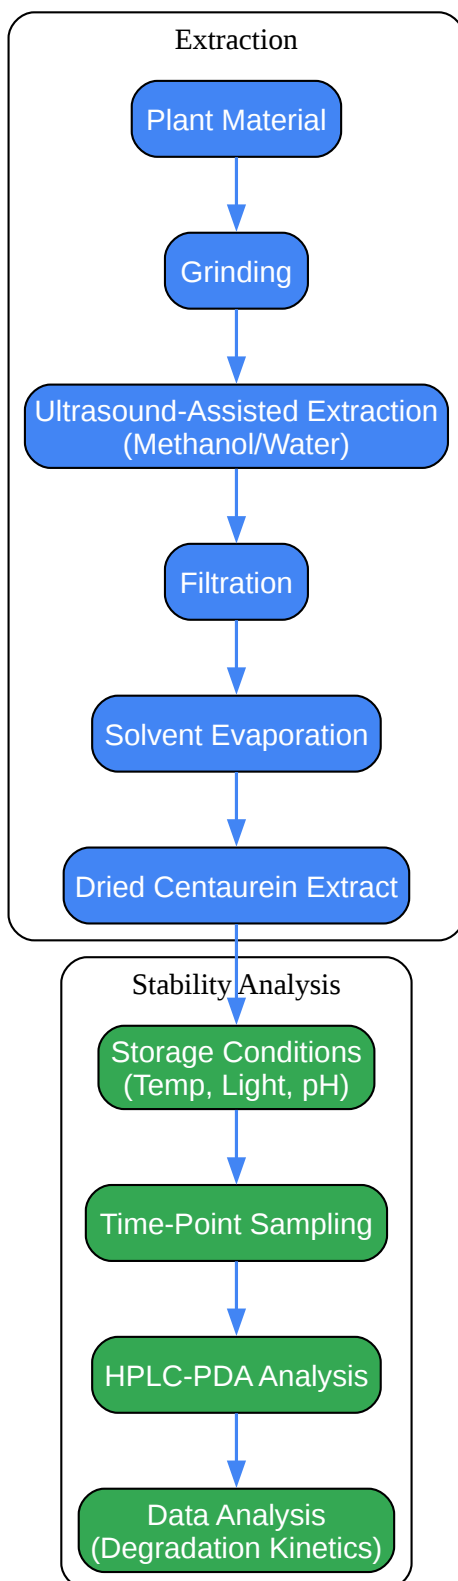 Extraction
Plant Material
Grinding
Ultrasound-Assisted Extraction
(Methanol/Water)
Filtration
Solvent Evaporation
Dried Centaurein Extract
Stability Analysis
Storage Conditions
(Temp, Light, pH)
Time-Point Sampling
HPLC-PDA Analysis
Data Analysis
(Degradation Kinetics)